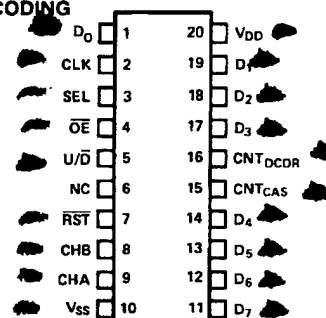 CODING
D0 1 20 VDD
CLK 2 19 D1
SEL 3 18 D2
O̅E̅ 4 17 D3
U/D̅ 5 16 CNTDCDR
NC 6 15 CNTCAS
R̅S̅T̅ 7 14 D4
CHB 8 13 D5
CHA 9 12 D6
VSS 10 11 D7